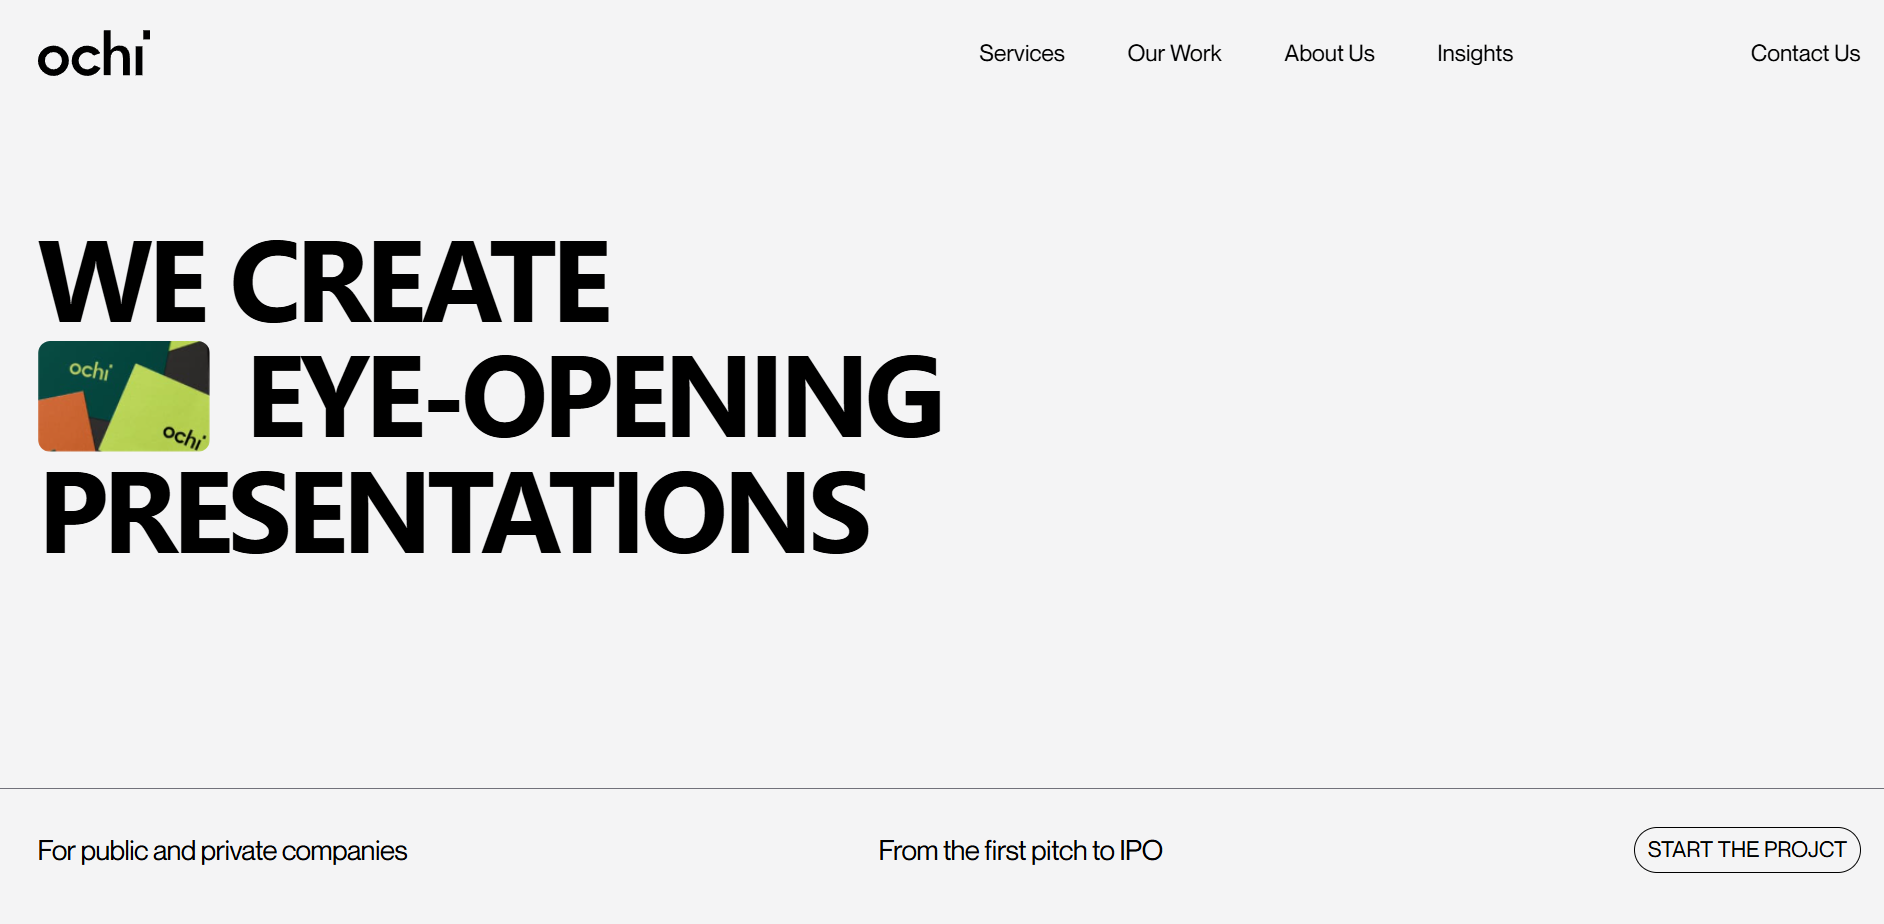 ochi
Services Our Work About Us Insights Contact Us
WE CREATE
ochi
ochi
EYE-OPENING
PRESENTATIONS
For public and private companies From the first pitch to IPO START THE PROJCT